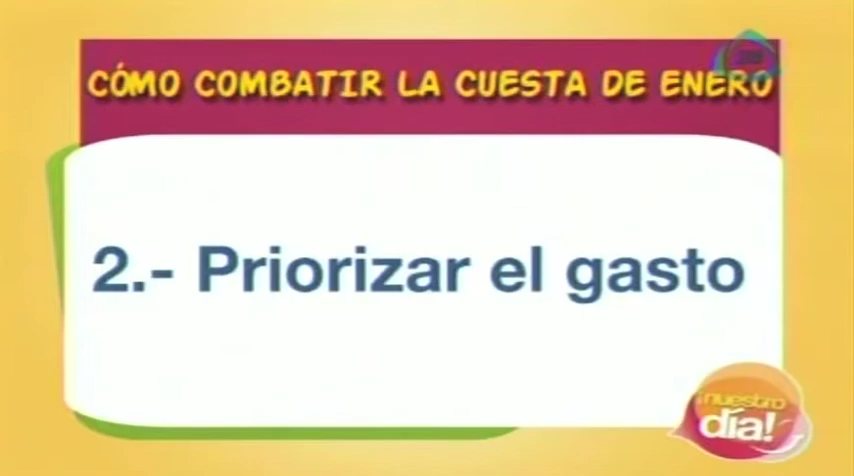 CÓMO COMBATIR LA CUESTA DE ENERO
2.- Priorizar el gasto
¡nuestro
día!